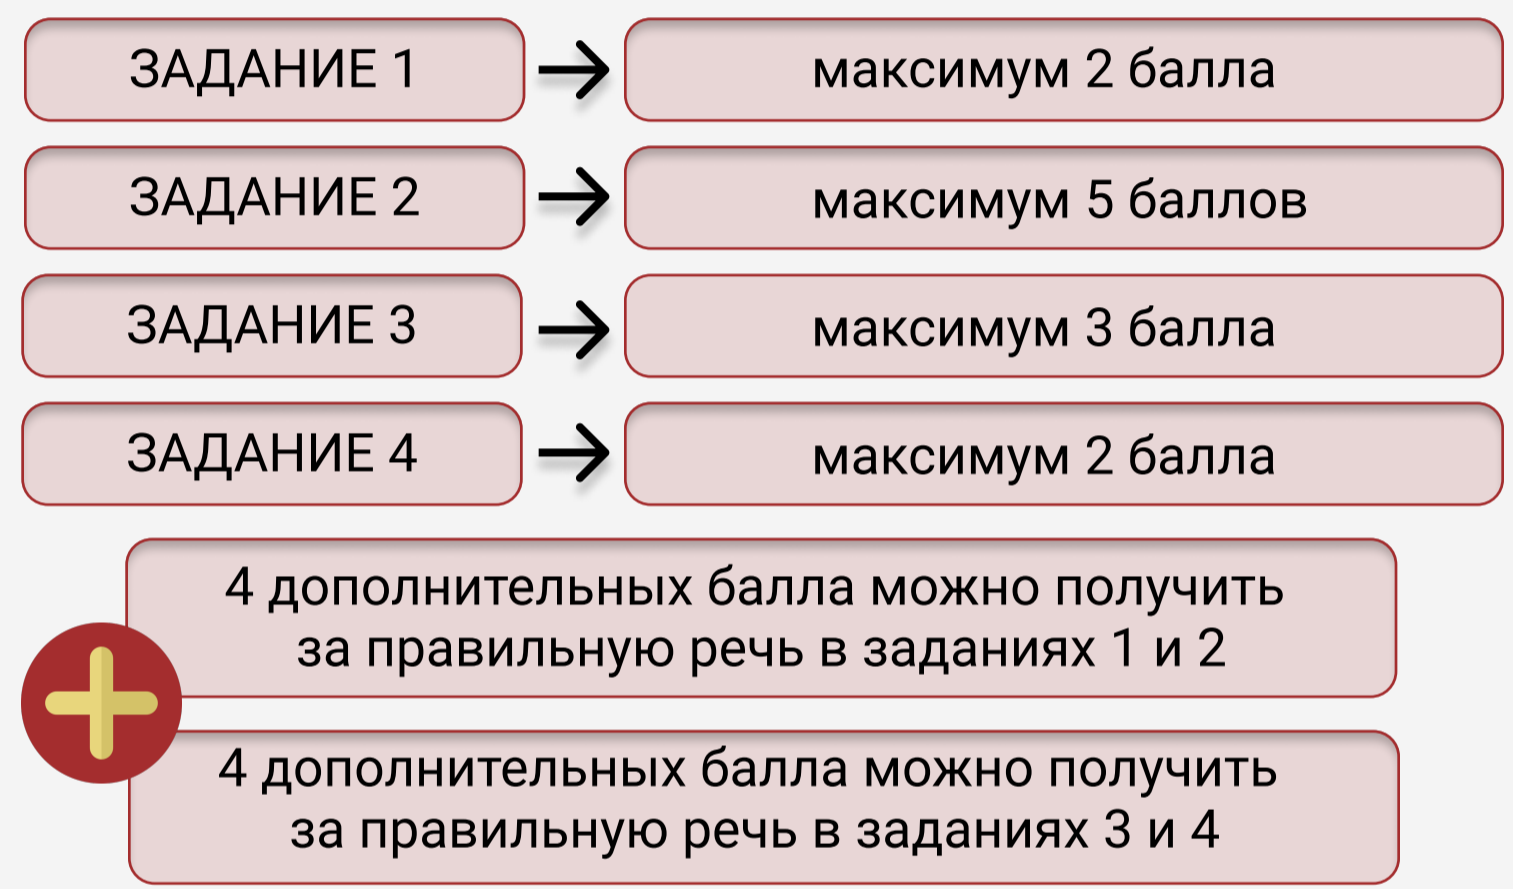 ЗАДАНИЕ 1
максимум 2 балла
ЗАДАНИЕ 2
максимум 5 баллов
ЗАДАНИЕ 3
максимум 3 балла
ЗАДАНИЕ 4
максимум 2 балла
4 дополнительных балла можно получить
за правильную речь в заданиях 1 и 2
4 дополнительных балла можно получить
за правильную речь в заданиях 3 и 4